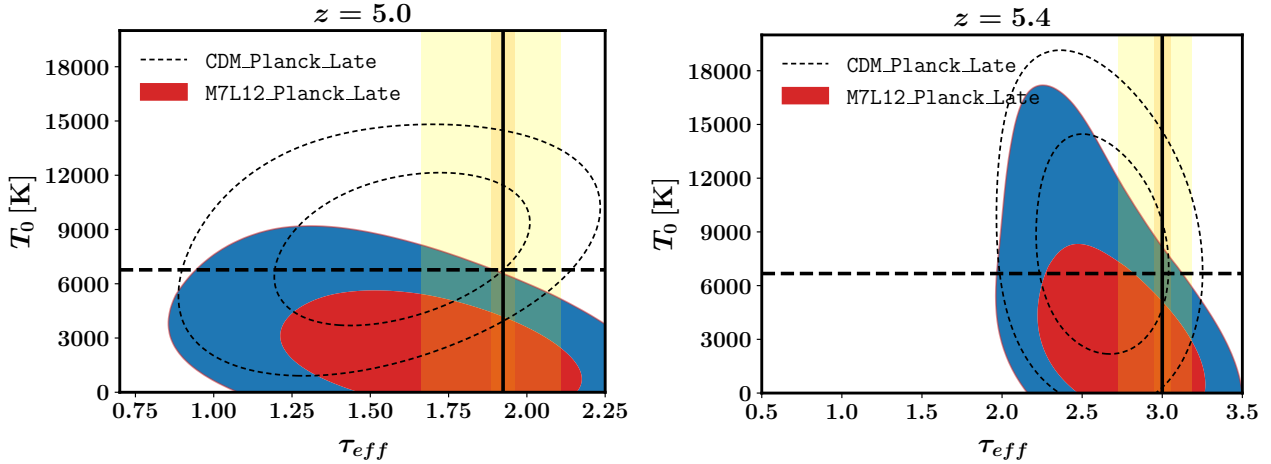 z = 5.0
CDM_Planck_Late
M7L12_Planck_Late
T₀ [K]
18000
15000
12000
9000
6000
3000
0
0.75 1.00 1.25 1.50 1.75 2.00 2.25
τ_eff
z = 5.4
CDM_Planck_Late
M7L12_Planck_Late
T₀ [K]
18000
15000
12000
9000
6000
3000
0
0.5 1.0 1.5 2.0 2.5 3.0 3.5
τ_eff